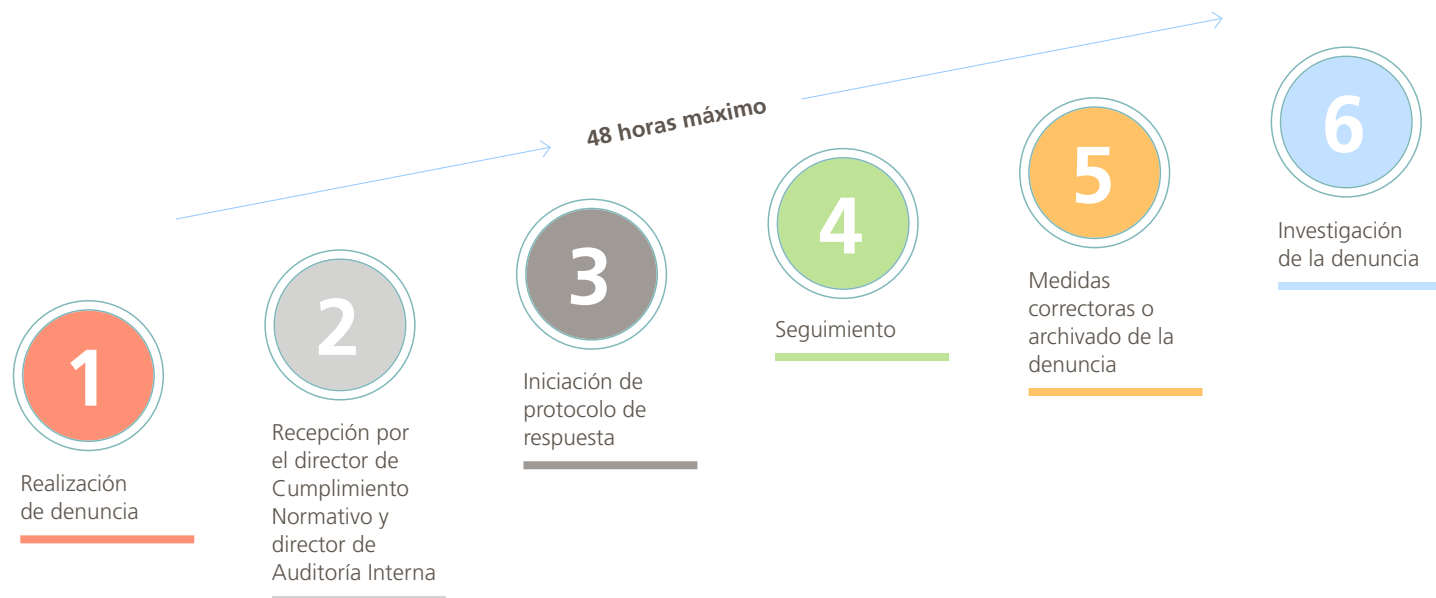 48 horas máximo
1
Realización
de denuncia
2
Recepción por
el director de
Cumplimiento
Normativo y
director de
Auditoría Interna
3
Iniciación de
protocolo de
respuesta
4
Seguimiento
5
Medidas
correctoras o
archivado de la
denuncia
6
Investigación
de la denuncia